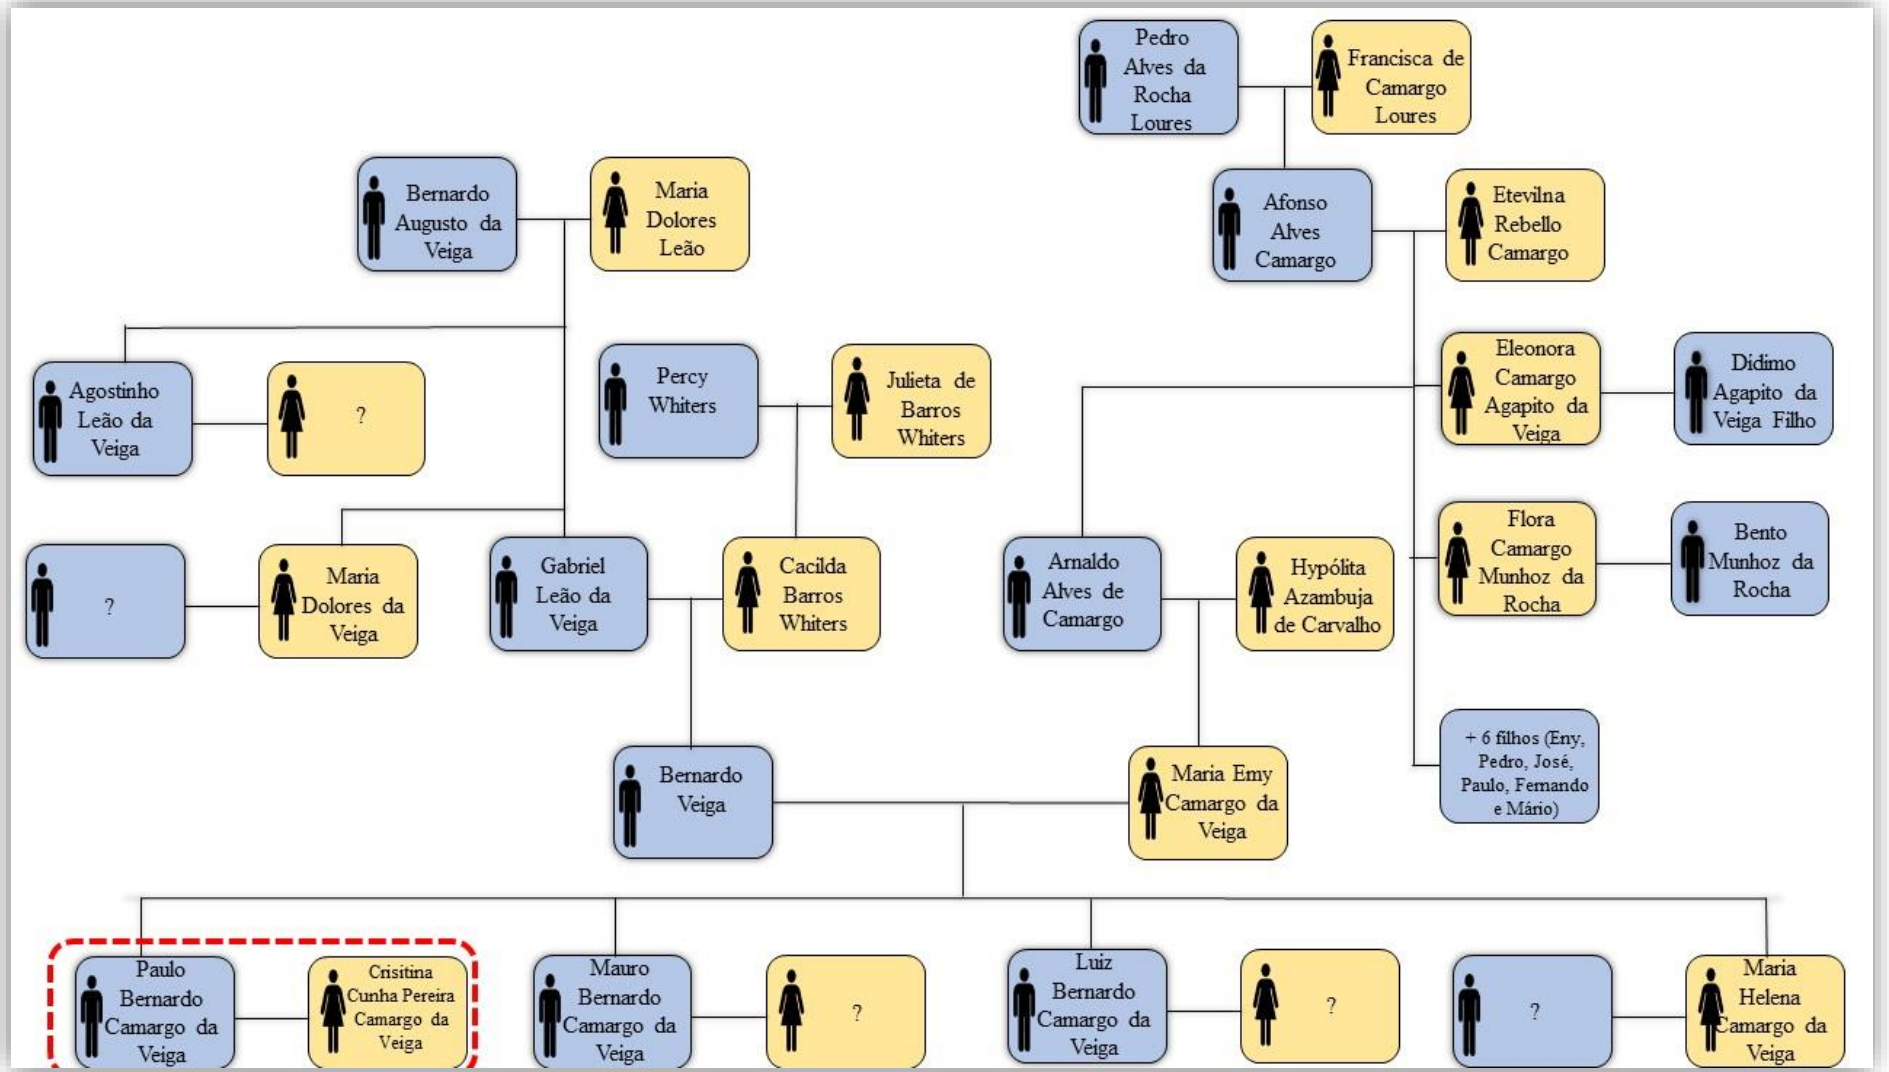 Pedro
Alves da
Rocha
Loures
Francisca de
Camargo
Loures
Bernardo
Augusto da
Veiga
Maria
Dolores
Leão
Afonso
Alves
Camargo
Etevilna
Rebello
Camargo
Agostinho
Leão da
Veiga
?
Percy
Whiters
Julieta de
Barros
Whiters
Eleonora
Camargo
Agapito da
Veiga
Dídimo
Agapito da
Veiga Filho
?
Maria
Dolores da
Veiga
Gabriel
Leão da
Veiga
Cacilda
Barros
Whiters
Arnaldo
Alves de
Camargo
Hypólita
Azambuja
de Carvalho
Flora
Camargo
Munhoz da
Rocha
Bento
Munhoz da
Rocha
Bernardo
Veiga
Maria Emy
Camargo da
Veiga
+ 6 filhos (Eny,
Pedro, José,
Paulo, Fernando
e Mário)
Paulo
Bernardo
Camargo da
Veiga
Crisitina
Cunha Pereira
Camargo da
Veiga
Mauro
Bernardo
Camargo da
Veiga
?
Luiz
Bernardo
Camargo da
Veiga
?
?
Maria
Helena
Camargo da
Veiga